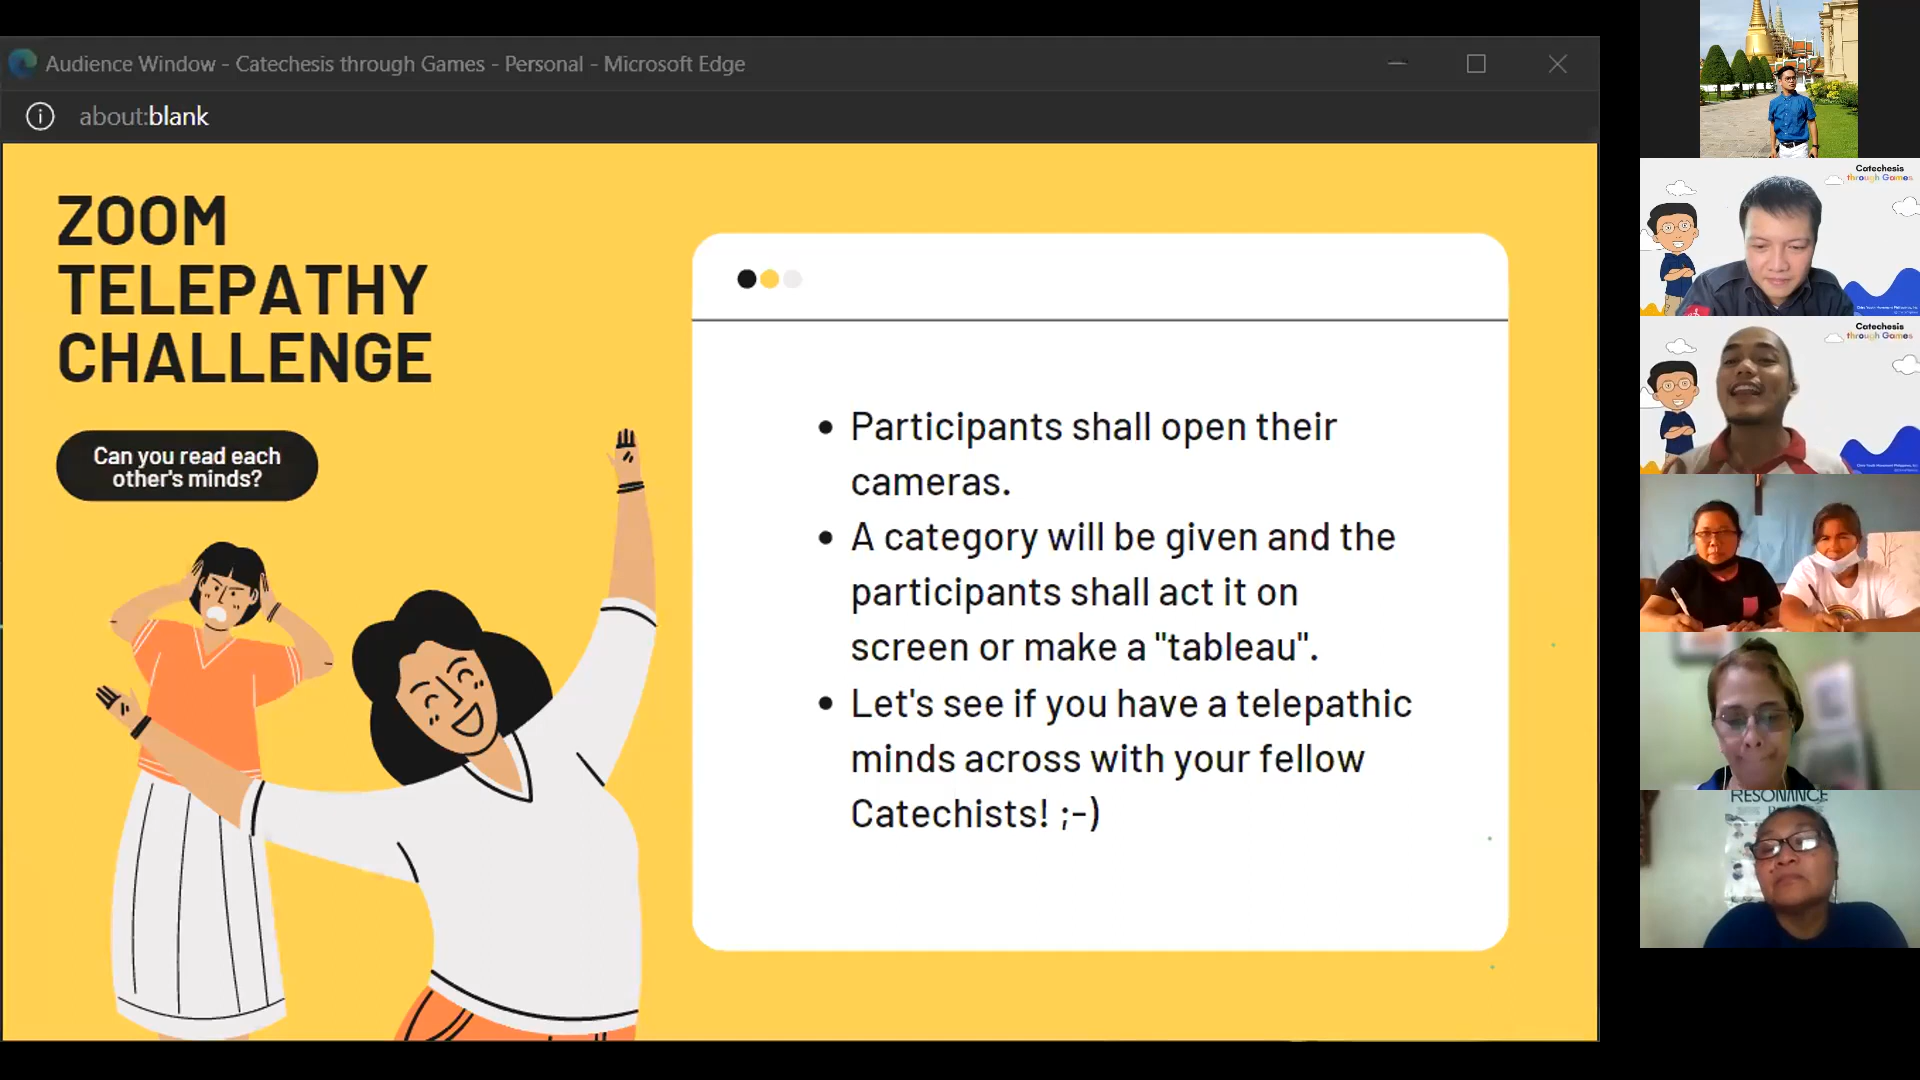 Audience Window - Catechesis through Games - Personal - Microsoft Edge
about:blank
ZOOM
TELEPATHY
CHALLENGE
Can you read each
other's minds?
• Participants shall open their
cameras.
• A category will be given and the
participants shall act it on
screen or make a "tableau".
• Let's see if you have a telepathic
minds across with your fellow
Catechists! ;-)
Catechesis
through Games
Catechesis
through Games
RESONANCE